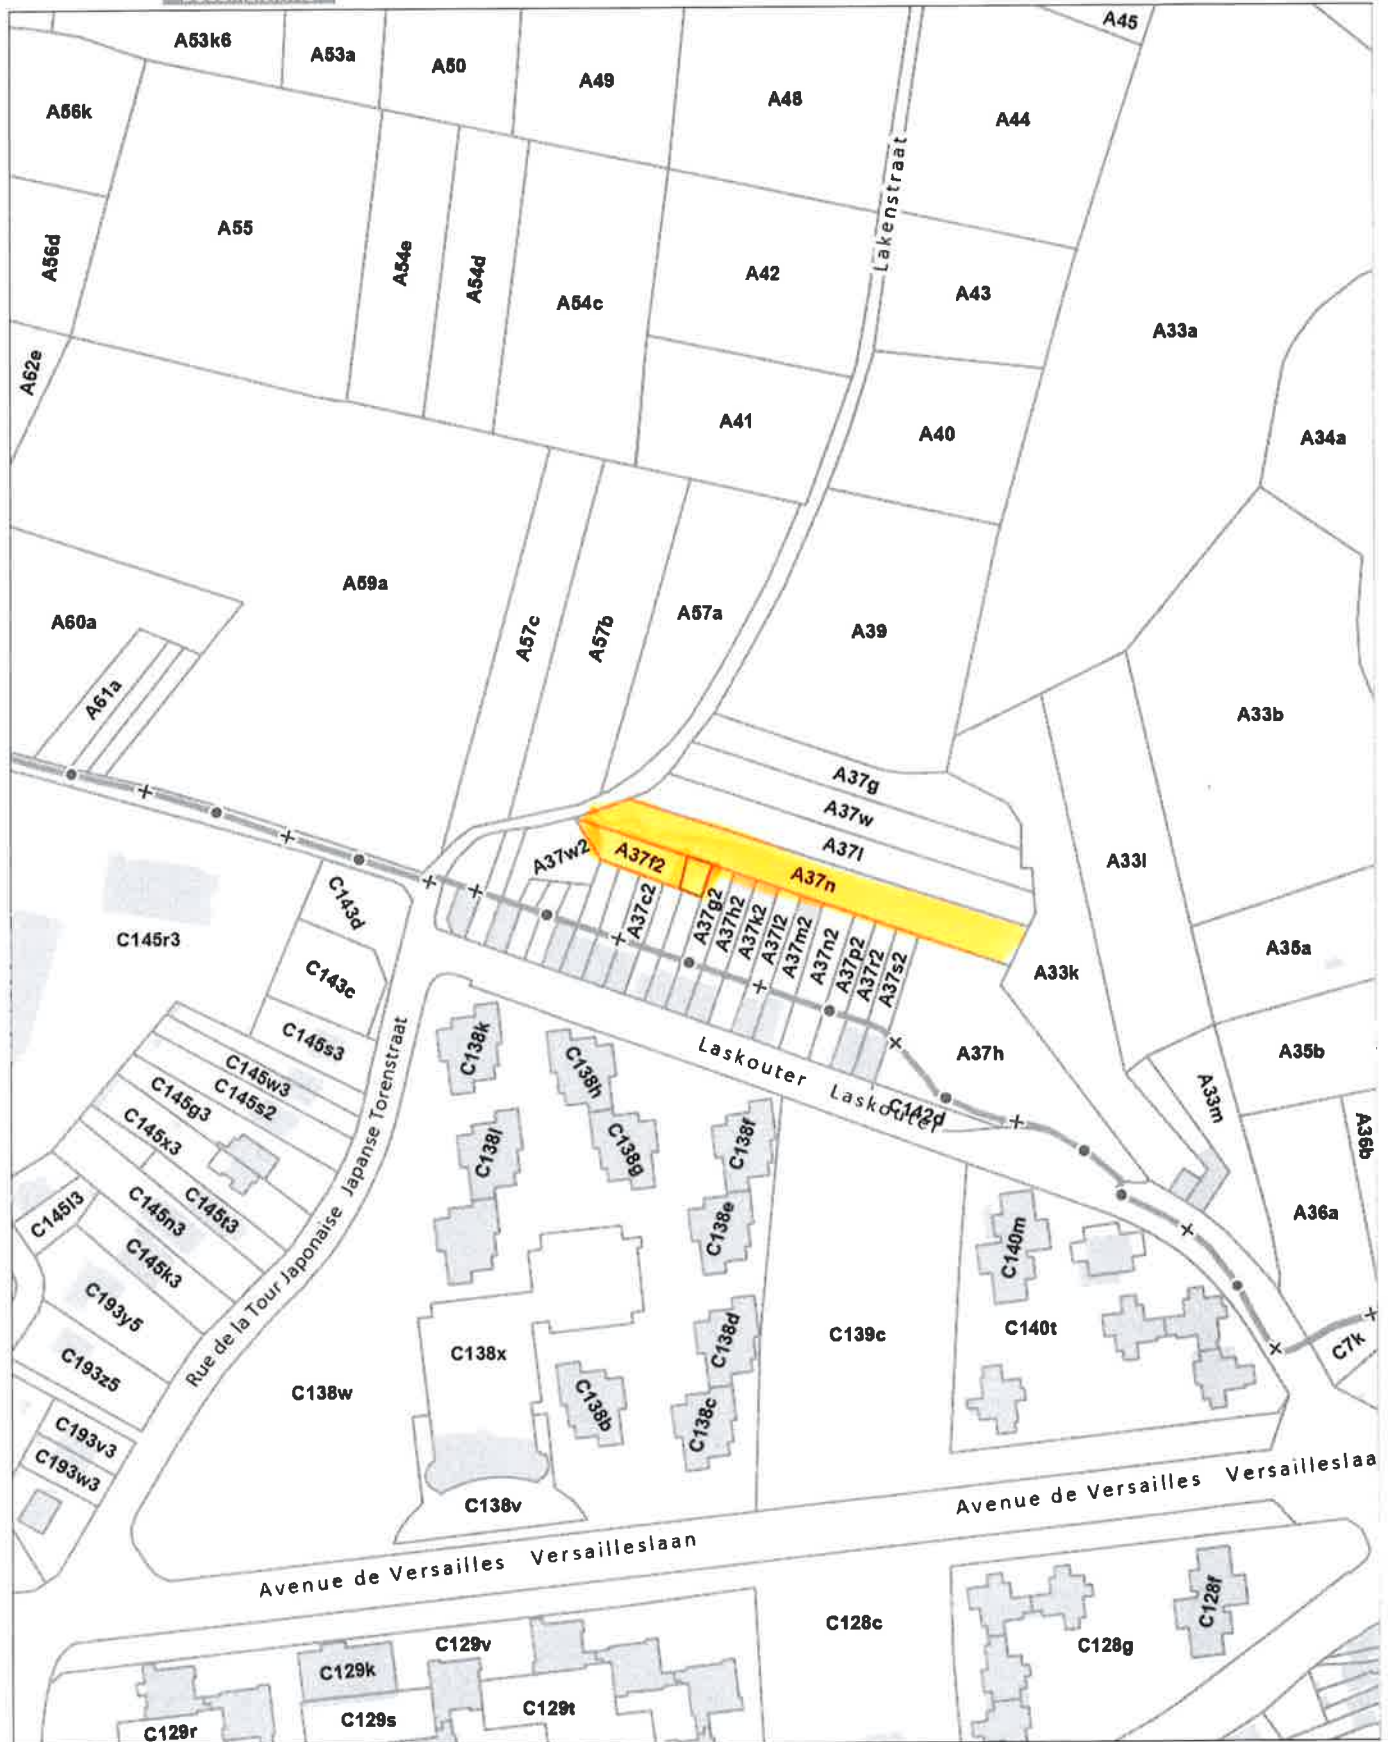 A45
A53k6
A53a
A50
A49
A48
A44
A56k
Lakenstraat
A55
A56d
A54e
A54d
A54c
A42
A43
A33a
A62e
A41
A40
A34a
A59a
A60a
A57c
A57b
A57a
A39
A61a
A33b
A37g
A37w
A37l
A37w2
A37f2
A37n
A33l
C143d
A37c2
A37g2
A37h2
A37k2
A37l2
A37m2
A37n2
A37p2
A37r2
A37s2
C145r3
A33k
A35a
C143c
C145s3
C138k
C138h
Laskouter Laskouter
A37h
A35b
C145w3
C145s2
C145g3
C145x3
C142d
A33m
A36b
Rue de la Tour Japonaise Japanse Torenstraat
C138l
C138g
C138f
C145l3
C145n3
C145t3
C145k3
C138e
C140m
A36a
C193y5
C193z5
C138x
C138d
C139c
C140t
C7k
C138w
C138b
C138c
C193v3
C193w3
C138v
Avenue de Versailles Versailleslaa
Avenue de Versailles Versailleslaan
C128c
C128f
C128g
C129v
C129k
C129t
C129s
C129r